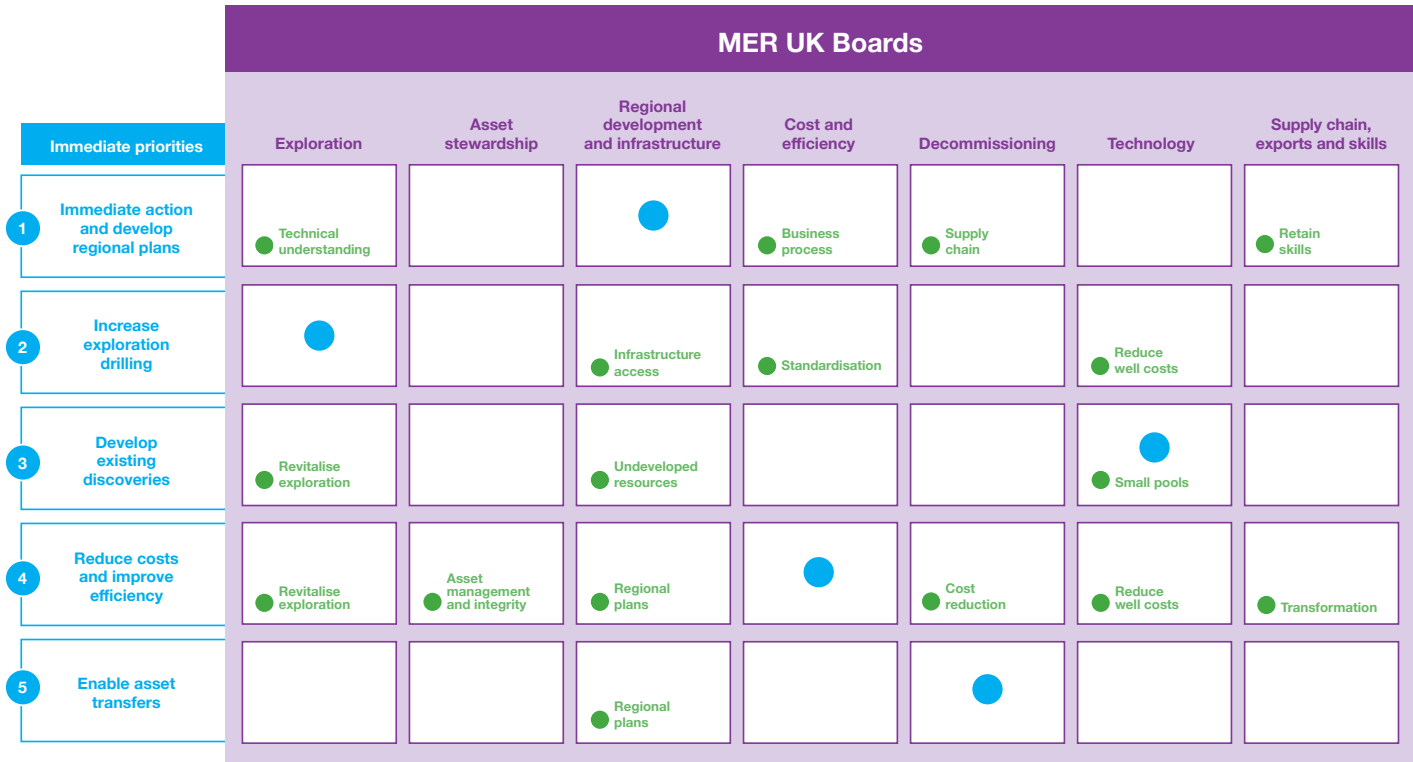 MER UK Boards
Immediate priorities
Exploration
Asset
stewardship
Regional
development
and infrastructure
Cost and
efficiency
Decommissioning
Technology
Supply chain,
exports and skills
1
Immediate action
and develop
regional plans
Technical
understanding
Business
process
Supply
chain
Retain
skills
2
Increase
exploration
drilling
Infrastructure
access
Standardisation
Reduce
well costs
3
Develop
existing
discoveries
Revitalise
exploration
Undeveloped
resources
Small pools
4
Reduce costs
and improve
efficiency
Revitalise
exploration
Asset
management
and integrity
Regional
plans
Cost
reduction
Reduce
well costs
Transformation
5
Enable asset
transfers
Regional
plans